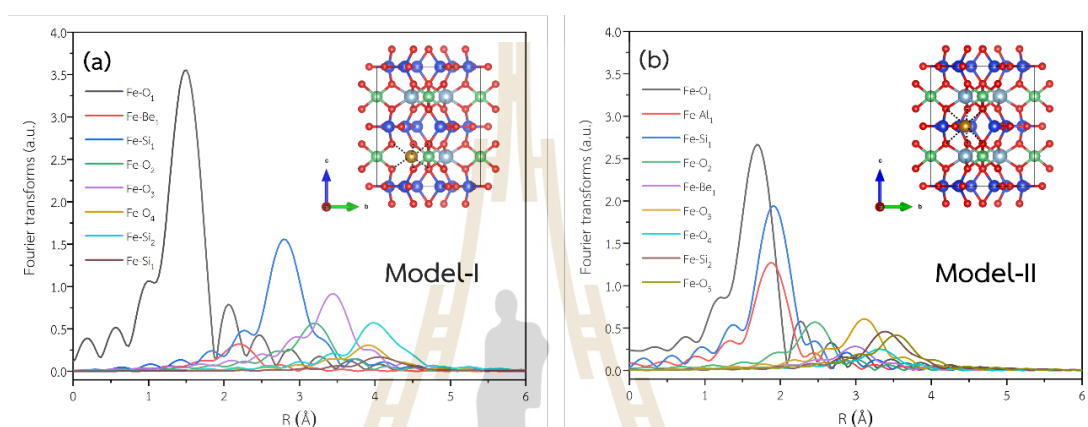 (a)
Fourier transforms (a.u.)
4.0
3.5
3.0
2.5
2.0
1.5
1.0
0.5
0.0
Fe-O1
Fe-Be1
Fe-Si1
Fe-O2
Fe-O3
Fe-O4
Fe-Si2
Fe-Si1
c
b
Model-I
0 1 2 3 4 5 6
R (Å)
(b)
Fourier transforms (a.u.)
4.0
3.5
3.0
2.5
2.0
1.5
1.0
0.5
0.0
Fe-O1
Fe-Al1
Fe-Si1
Fe-O2
Fe-Be1
Fe-O3
Fe-O4
Fe-Si2
Fe-O5
c
b
Model-II
0 1 2 3 4 5 6
R (Å)